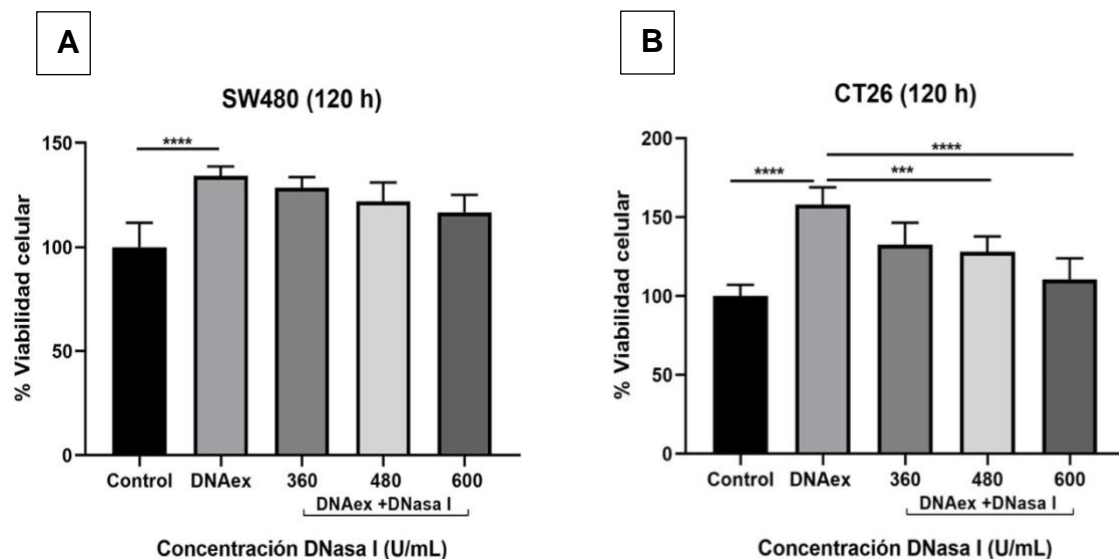 A
SW480 (120 h)
% Viabilidad celular
150
100
50
0
****
Control DNAex 360 480 600
DNAex +DNasa I
Concentración DNasa I (U/mL)
B
CT26 (120 h)
% Viabilidad celular
200
150
100
50
0
****
****
***
Control DNAex 360 480 600
DNAex +DNasa I
Concentración DNasa I (U/mL)